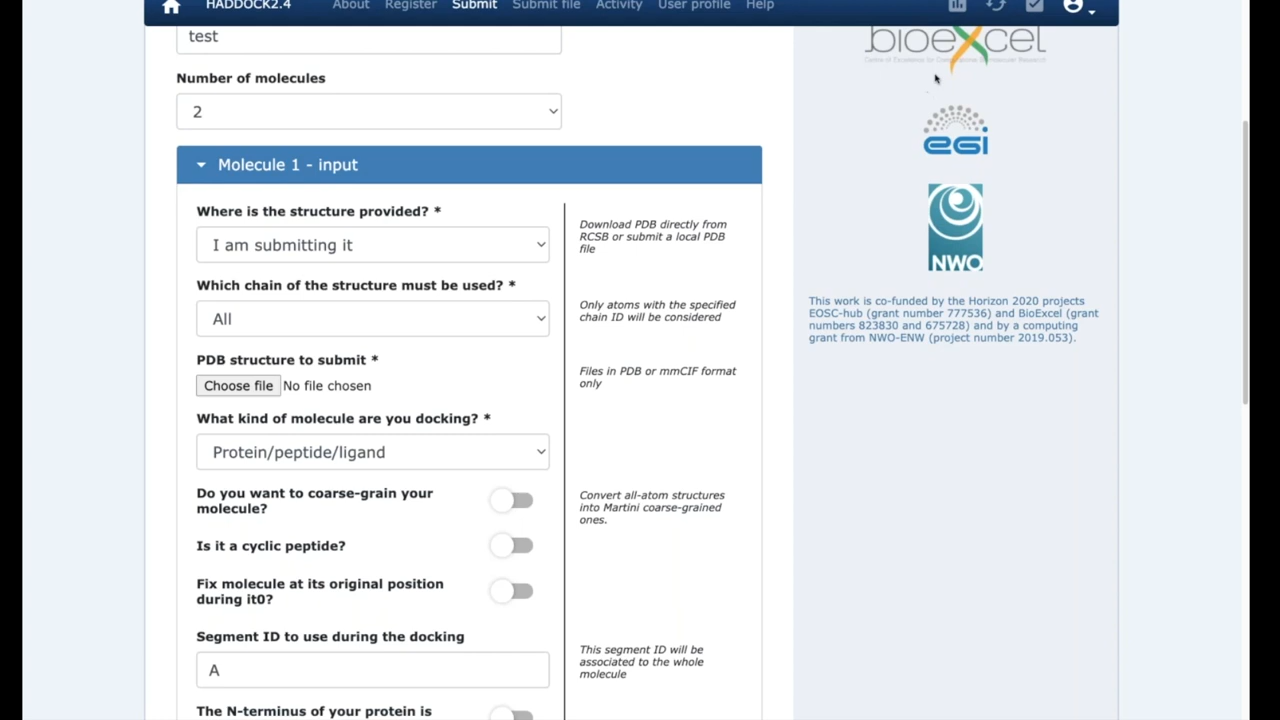 HADDOCK2.4 About Register Submit Submit file Activity User profile Help
test
Number of molecules
2
Molecule 1 - input
Where is the structure provided? *
I am submitting it
Download PDB directly from
RCSB or submit a local PDB
file
Which chain of the structure must be used? *
All
Only atoms with the specified
chain ID will be considered
PDB structure to submit *
Choose file No file chosen
Files in PDB or mmCIF format
only
What kind of molecule are you docking? *
Protein/peptide/ligand
Do you want to coarse-grain your
molecule?
Convert all-atom structures
into Martini coarse-grained
ones.
Is it a cyclic peptide?
Fix molecule at its original position
during it0?
Segment ID to use during the docking
A
This segment ID will be
associated to the whole
molecule
The N-terminus of your protein is
bioexcel
egi
NWO
This work is co-funded by the Horizon 2020 projects
EOSC-hub (grant number 777536) and BioExcel (grant
numbers 823830 and 675728) and by a computing
grant from NWO-ENW (project number 2019.053).